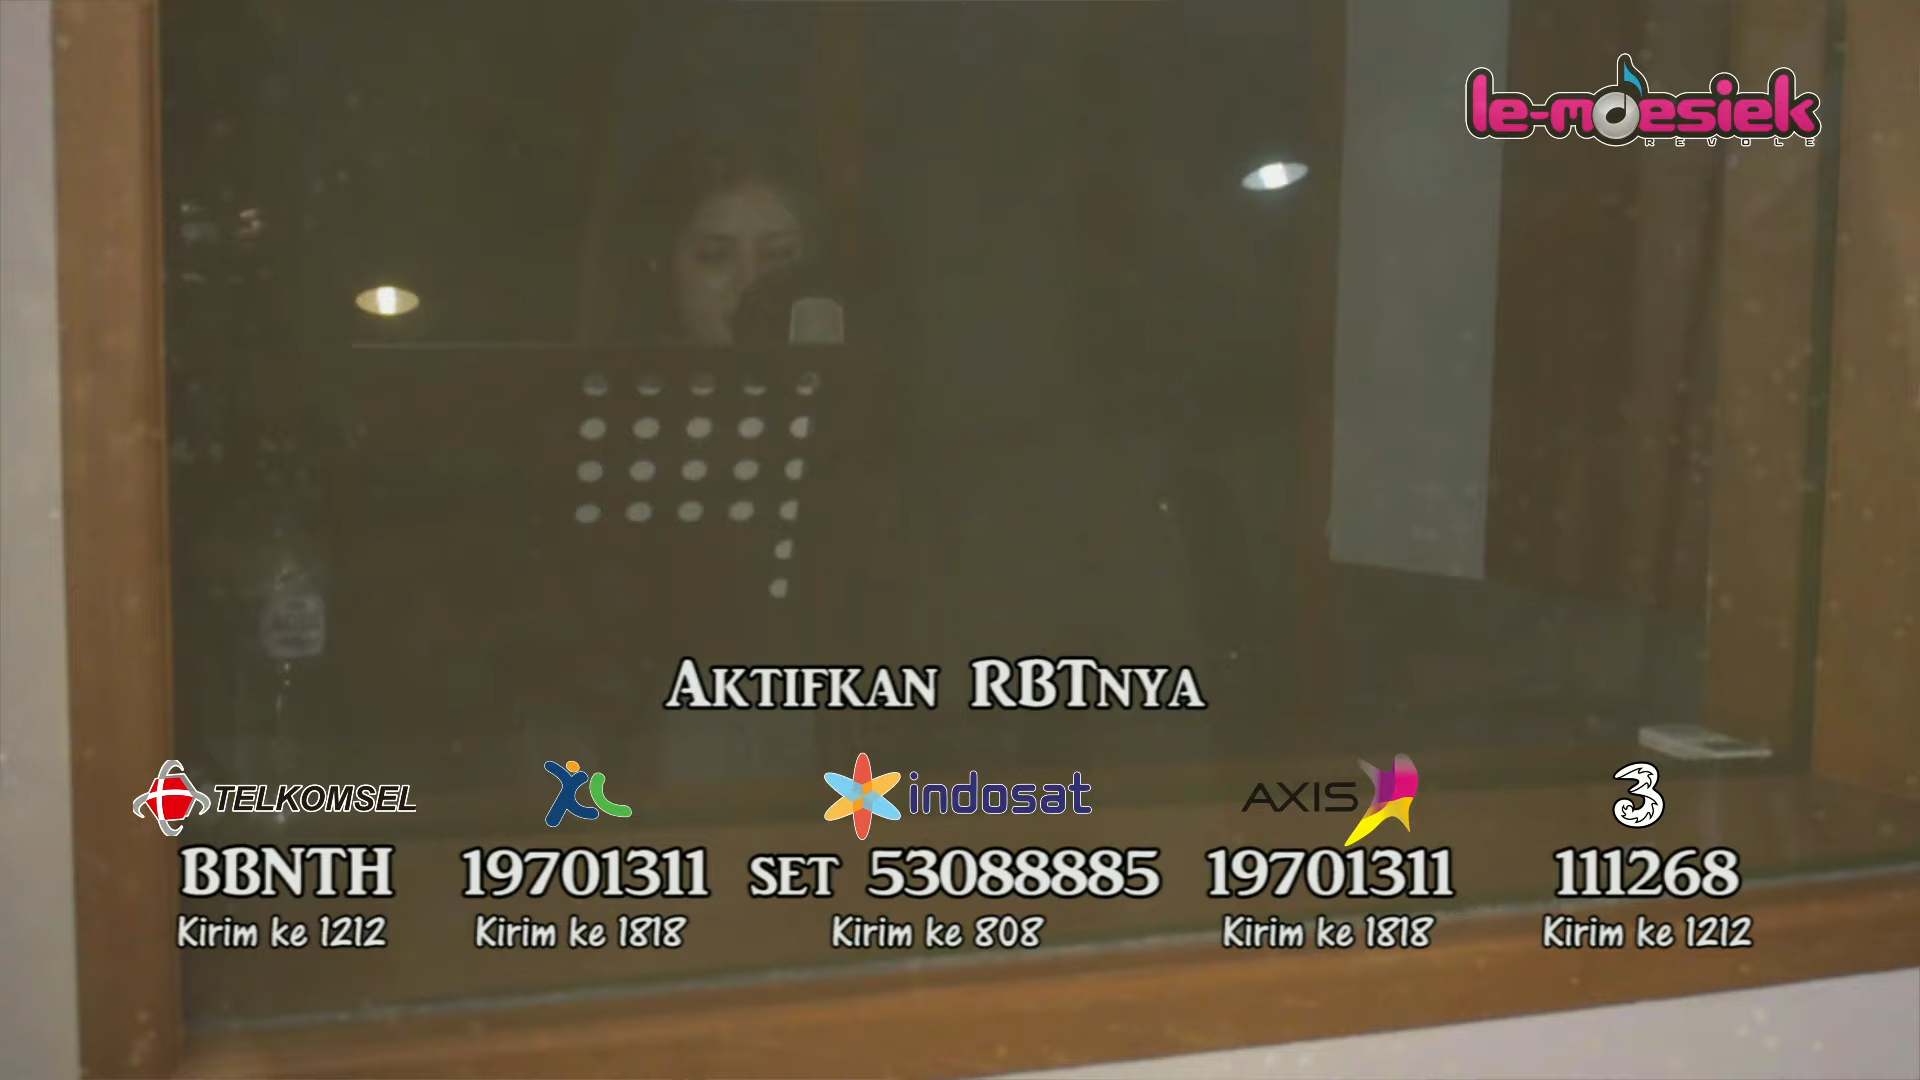 le-moesiek
REVOLE
AKTIFKAN RBTNYA
TELKOMSEL
XL
indosat
AXIS
3
BBNTH
19701311
SET 53088885
19701311
111268
Kirim ke 1212
Kirim ke 1818
Kirim ke 808
Kirim ke 1818
Kirim ke 1212